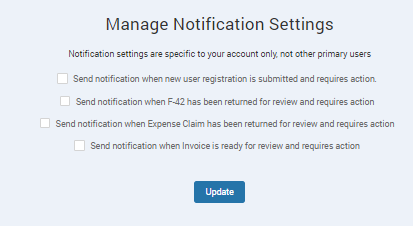 Manage Notification Settings
Notification settings are specific to your account only, not other primary users
Send notification when new user registration is submitted and requires action.
Send notification when F-42 has been returned for review and requires action
Send notification when Expense Claim has been returned for review and requires action
Send notification when Invoice is ready for review and requires action
Update